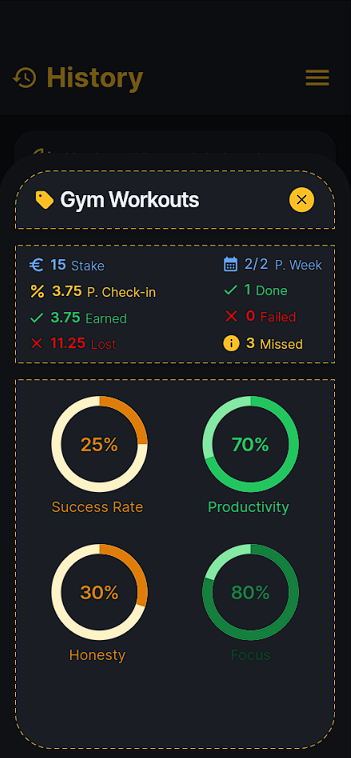 History
Gym Workouts
€ 15 Stake
2/2 P. Week
% 3.75 P. Check-in
1 Done
3.75 Earned
0 Failed
11.25 Lost
3 Missed
25%
70%
Success Rate
Productivity
30%
80%
Honesty
Focus